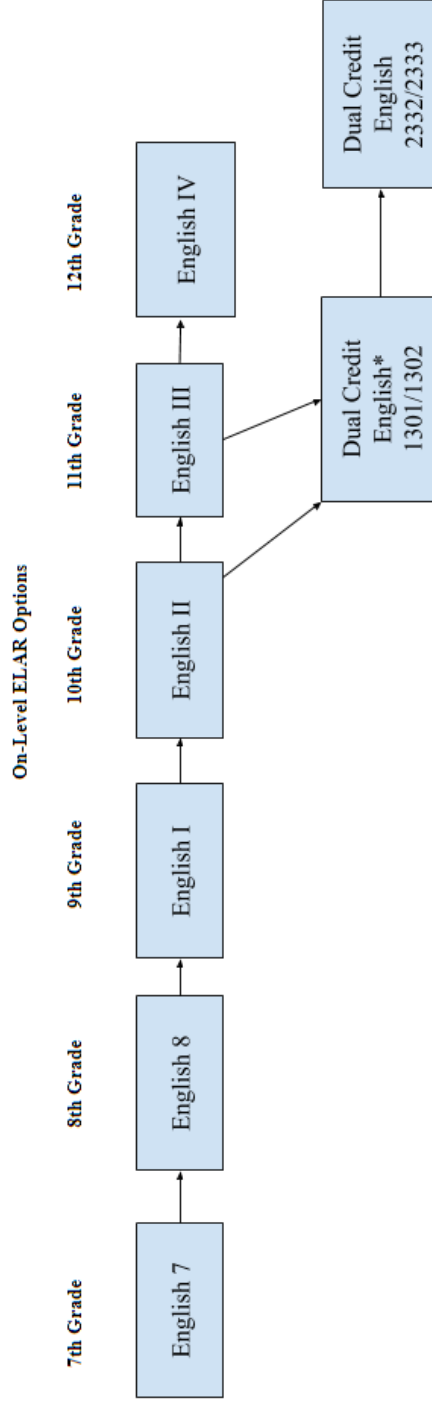 On-Level ELAR Options
7th Grade
8th Grade
9th Grade
10th Grade
11th Grade
12th Grade
English 7
English 8
English I
English II
English III
English IV
Dual Credit
English*
1301/1302
Dual Credit
English
2332/2333